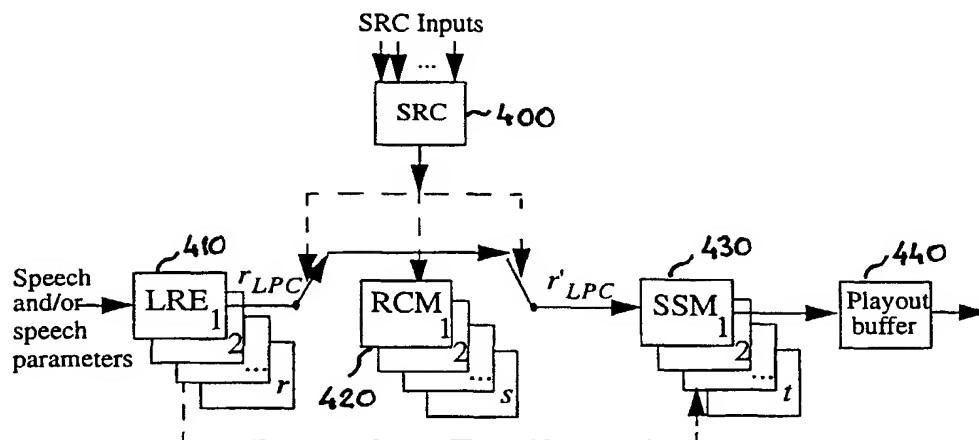 SRC Inputs
...
SRC
400
410
430
440
Speech
and/or
speech
parameters
LRE 1
2
...
r
r LPC
RCM 1
2
...
s
420
r' LPC
SSM 1
2
...
t
Playout
buffer